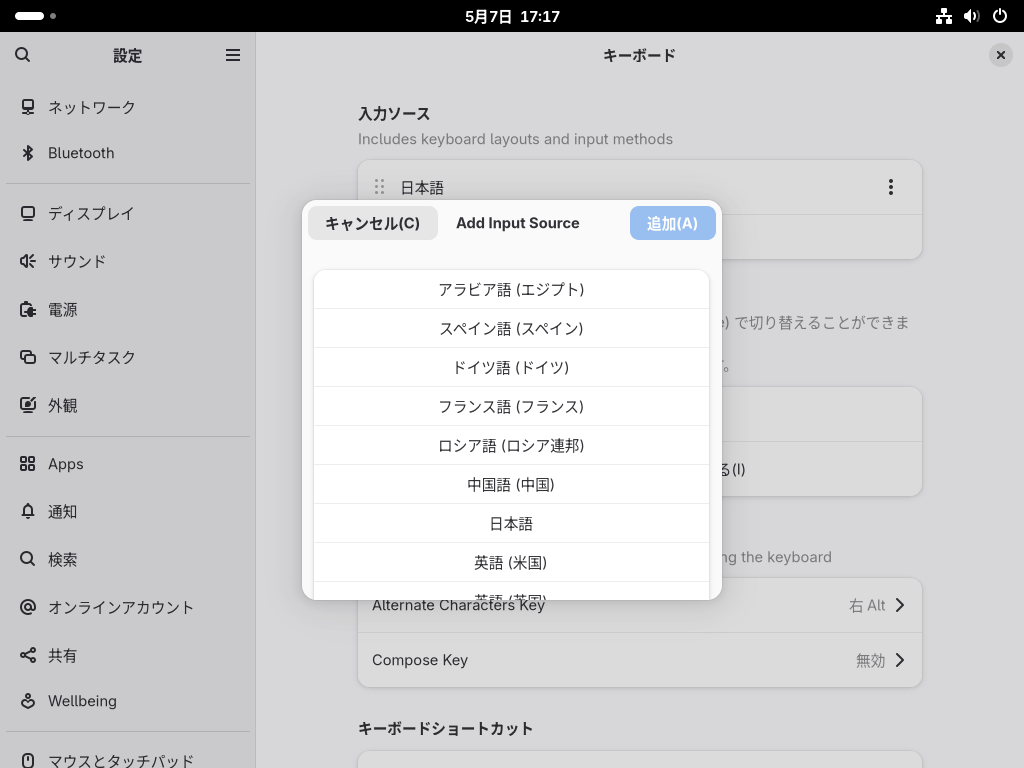 5月7日 17:17
設定
キーボード
ネットワーク
Bluetooth
ディスプレイ
サウンド
電源
マルチタスク
外観
Apps
通知
検索
オンラインアカウント
共有
Wellbeing
マウスとタッチパッド
入力ソース
Includes keyboard layouts and input methods
日本語
キャンセル(C)
Add Input Source
追加(A)
アラビア語 (エジプト)
スペイン語 (スペイン)
ドイツ語 (ドイツ)
フランス語 (フランス)
ロシア語 (ロシア連邦)
中国語 (中国)
日本語
英語 (米国)
英語 (英国)
) で切り替えることができま
。
る(I)
the keyboard
Alternate Characters Key
右 Alt
Compose Key
無効
キーボードショートカット